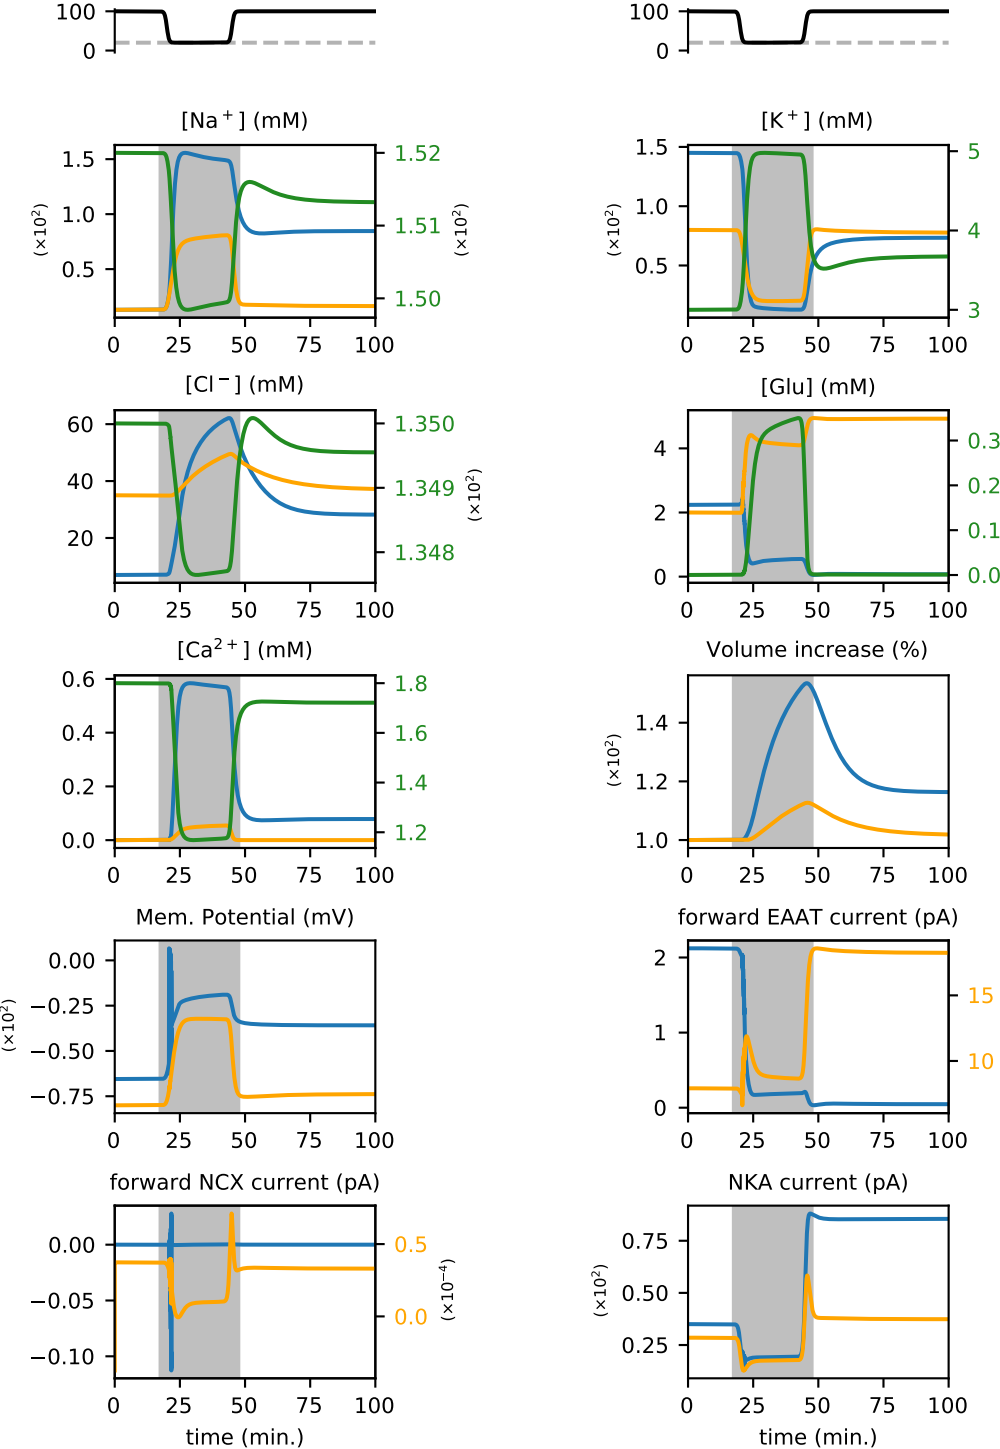 100
0
100
0
[Na⁺] (mM)
1.5
1.0
0.5
(×10²)
1.52
1.51
1.50
(×10²)
0 25 50 75 100
[K⁺] (mM)
1.5
1.0
0.5
(×10²)
5
4
3
0 25 50 75 100
[Cl⁻] (mM)
60
40
20
1.350
1.349
1.348
(×10²)
0 25 50 75 100
[Glu] (mM)
4
2
0
0.3
0.2
0.1
0.0
0 25 50 75 100
[Ca²⁺] (mM)
0.6
0.4
0.2
0.0
1.8
1.6
1.4
1.2
0 25 50 75 100
Volume increase (%)
1.4
1.2
1.0
(×10²)
0 25 50 75 100
Mem. Potential (mV)
0.00
−0.25
−0.50
−0.75
(×10²)
0 25 50 75 100
forward EAAT current (pA)
2
1
0
15
10
0 25 50 75 100
forward NCX current (pA)
0.00
−0.05
−0.10
0.5
0.0
(×10⁻⁴)
0 25 50 75 100
time (min.)
NKA current (pA)
0.75
0.50
0.25
(×10²)
0 25 50 75 100
time (min.)